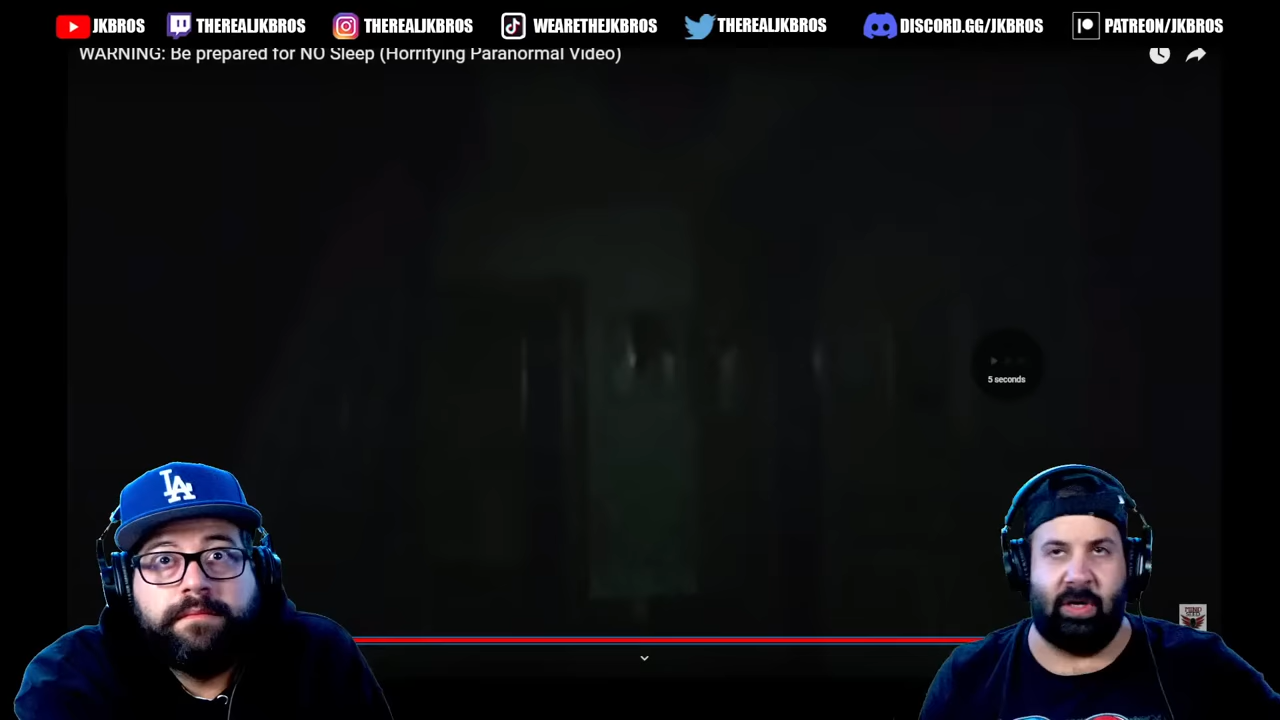 JKBROS THEREALJKBROS THEREALJKBROS WEARETHEJKBROS THEREALJKBROS DISCORD.GG/JKBROS PATREON/JKBROS
WARNING: Be prepared for NO Sleep (Horrifying Paranormal Video)
5 seconds
LA